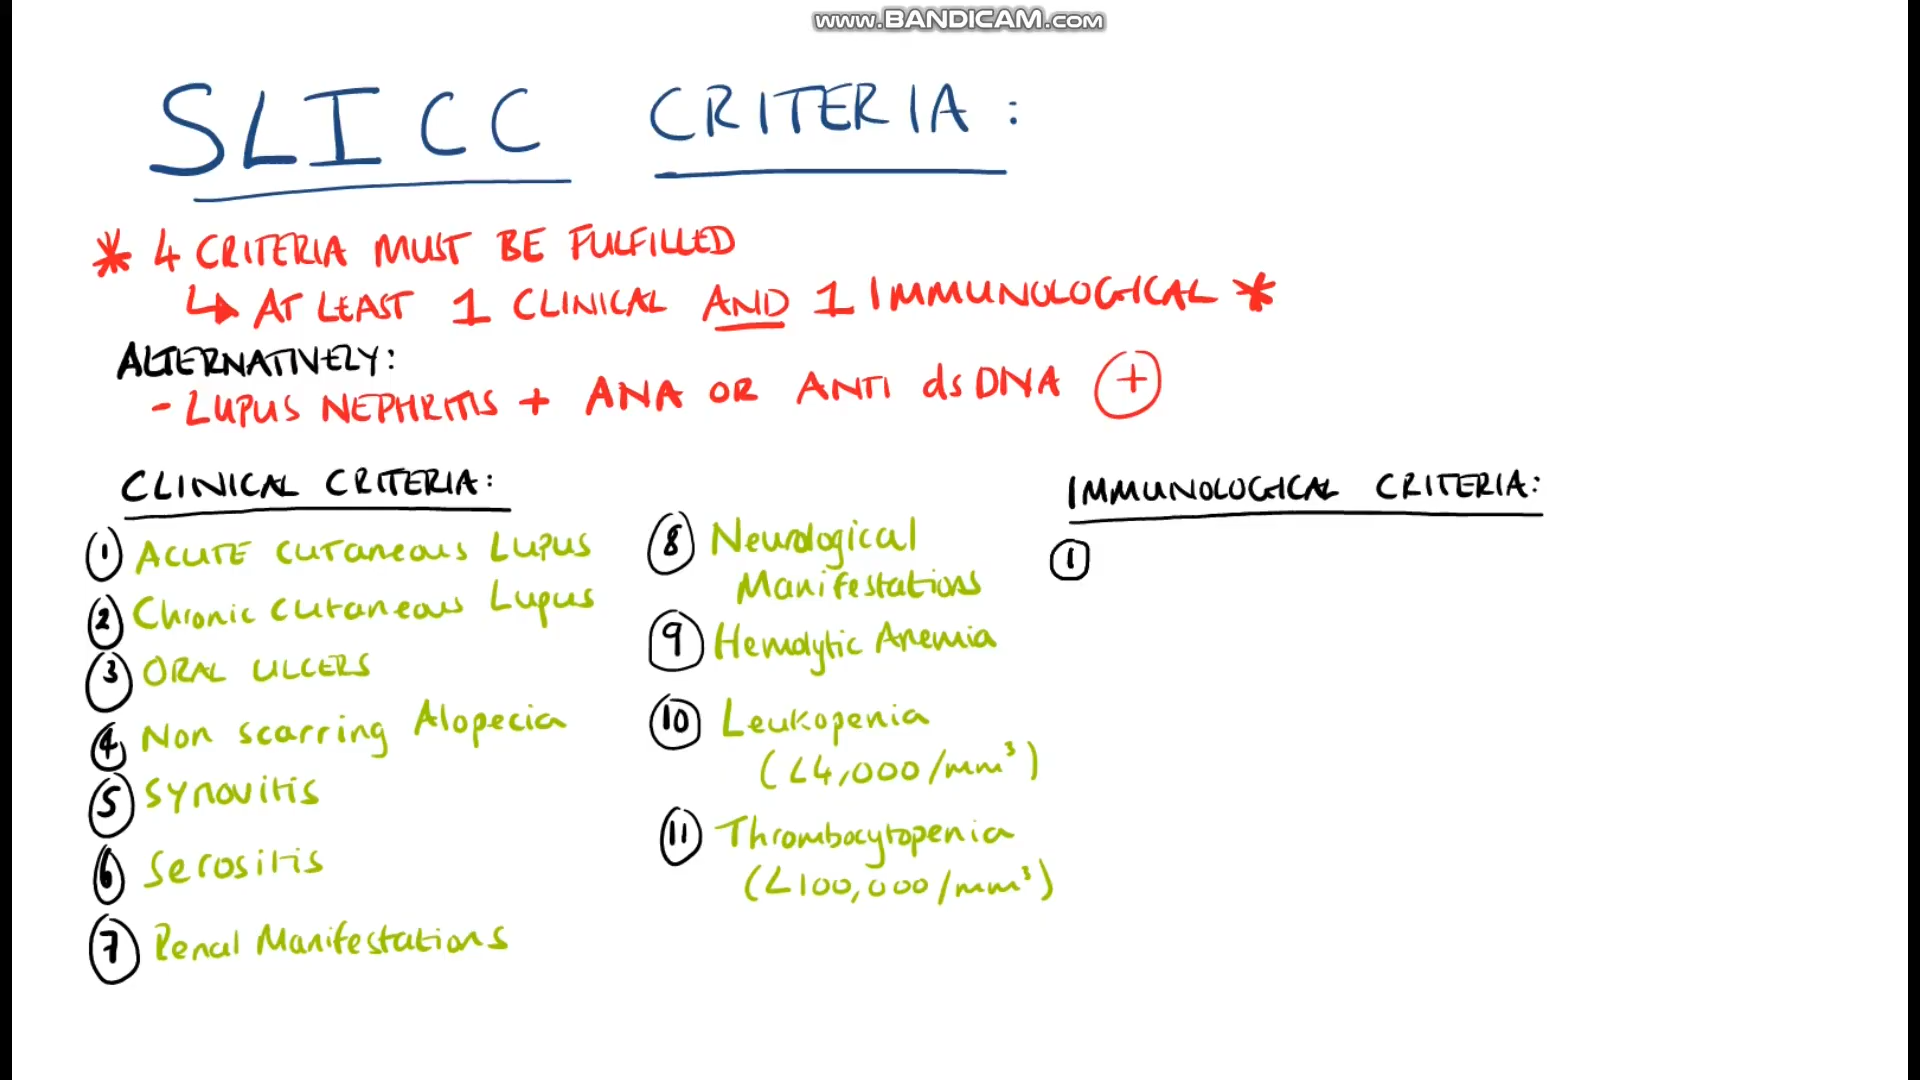 www.BANDICAM.com
SLICC CRITERIA:
* 4 CRITERIA MUST BE FULFILLED
↳ AT LEAST 1 CLINICAL AND 1 IMMUNOLOGICAL *
ALTERNATIVELY:
- LUPUS NEPHRITIS + ANA OR ANTI dsDNA +
CLINICAL CRITERIA:
1 ACUTE CUTANEOUS LUPUS
2 Chronic cutaneous Lupus
3 ORAL ULCERS
4 Non scarring Alopecia
5 Synovitis
6 Serositis
7 Renal Manifestations
8 Neurological
Manifestations
9 Hemolytic Anemia
10 Leukopenia
(<4,000/mm³)
11 Thrombocytopenia
(<100,000/mm³)
IMMUNOLOGICAL CRITERIA:
1